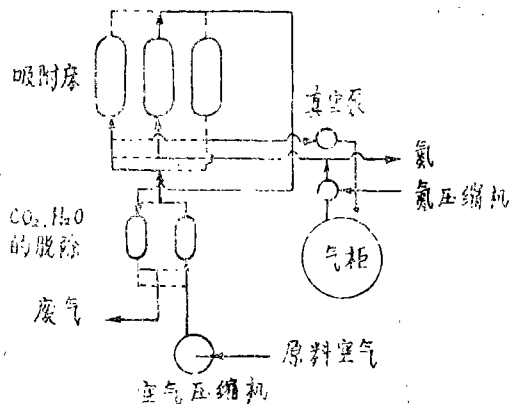 吸附塔
真空泵
氮
氮压缩机
CO₂, H₂O
的脱除
气柜
废气
原料空气
空气压缩机